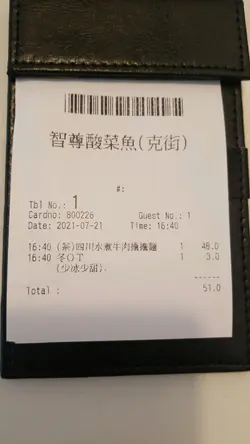 智尊酸菜魚(克街)
#:
Tbl No.: 1
Cardno: 800226 Guest No.: 1
Date: 2021-07-21 Time: 16:40
16:40 (茶)四川水煮牛肉擔擔麵 1 48.0
16:40 冬OT 1 3.0
(少冰少甜),
------
Total : 51.0